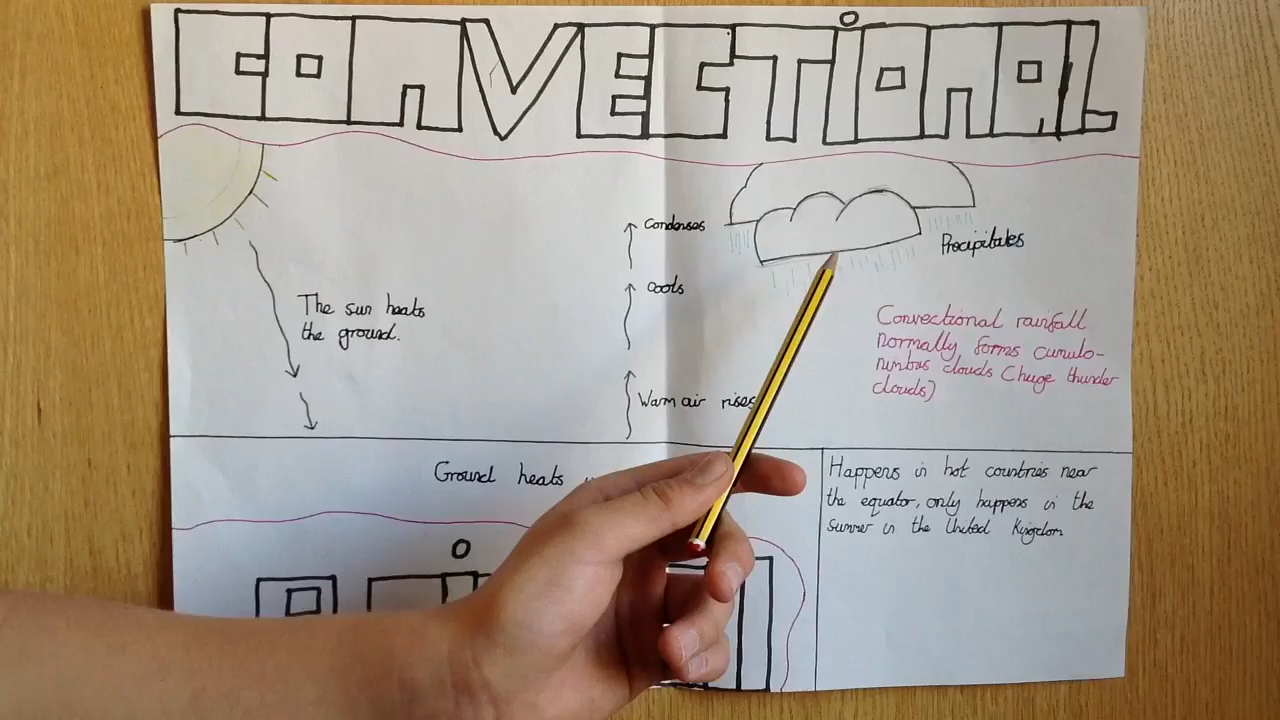 CONVECTIONAL
Condenses
Precipitates
Cools
The sun heats
the ground.
Convectional rainfall
normally forms cumulo-
nimbus clouds (huge thunder
clouds)
Warm air rises
Ground heats
Happens in hot countries near
the equator, only happens in the
summer in the United Kingdom